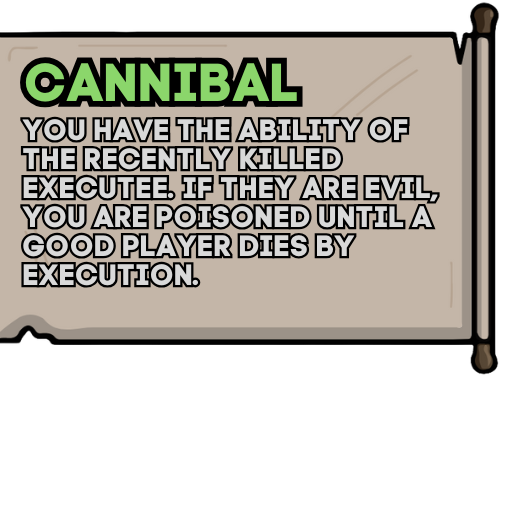 CANNIBAL
YOU HAVE THE ABILITY OF
THE RECENTLY KILLED
EXECUTEE. IF THEY ARE EVIL,
YOU ARE POISONED UNTIL A
GOOD PLAYER DIES BY
EXECUTION.